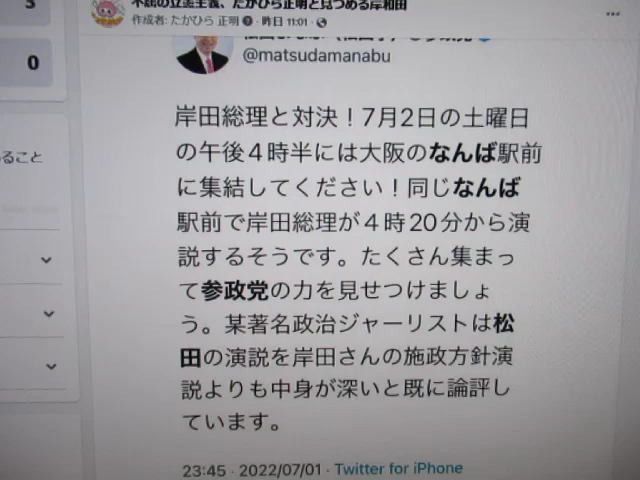 3
不屈の立憲主義、たかひら正明と見つめる岸和田
作成者: たかひら 正明 · 昨日 11:01 ·
0
@matsudamanabu
岸田総理と対決！7月2日の土曜日
の午後４時半には大阪のなんば駅前
に集結してください！同じなんば
駅前で岸田総理が４時20分から演
説するそうです。たくさん集まっ
て参政党の力を見せつけましょ
う。某著名政治ジャーリストは松
田の演説を岸田さんの施政方針演
説よりも中身が深いと既に論評し
ています。
ること
23:45 · 2022/07/01 · Twitter for iPhone